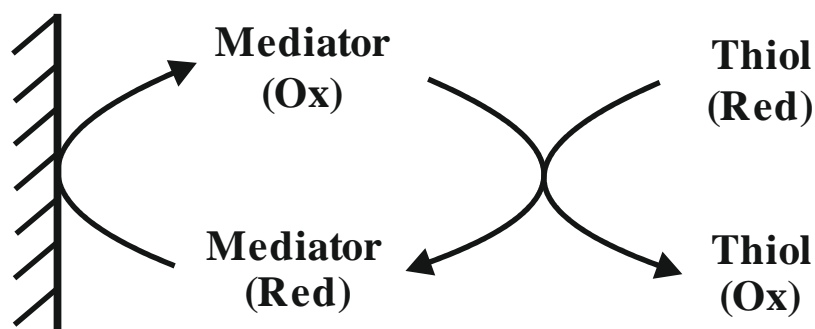 Mediator
(Ox)
Thiol
(Red)
Mediator
(Red)
Thiol
(Ox)